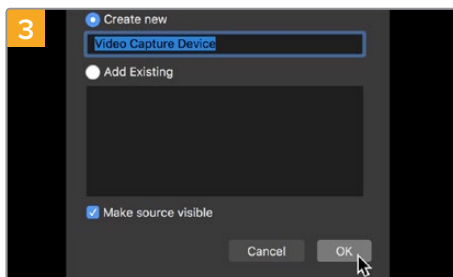 3
Create new
Video Capture Device
Add Existing
Make source visible
Cancel OK